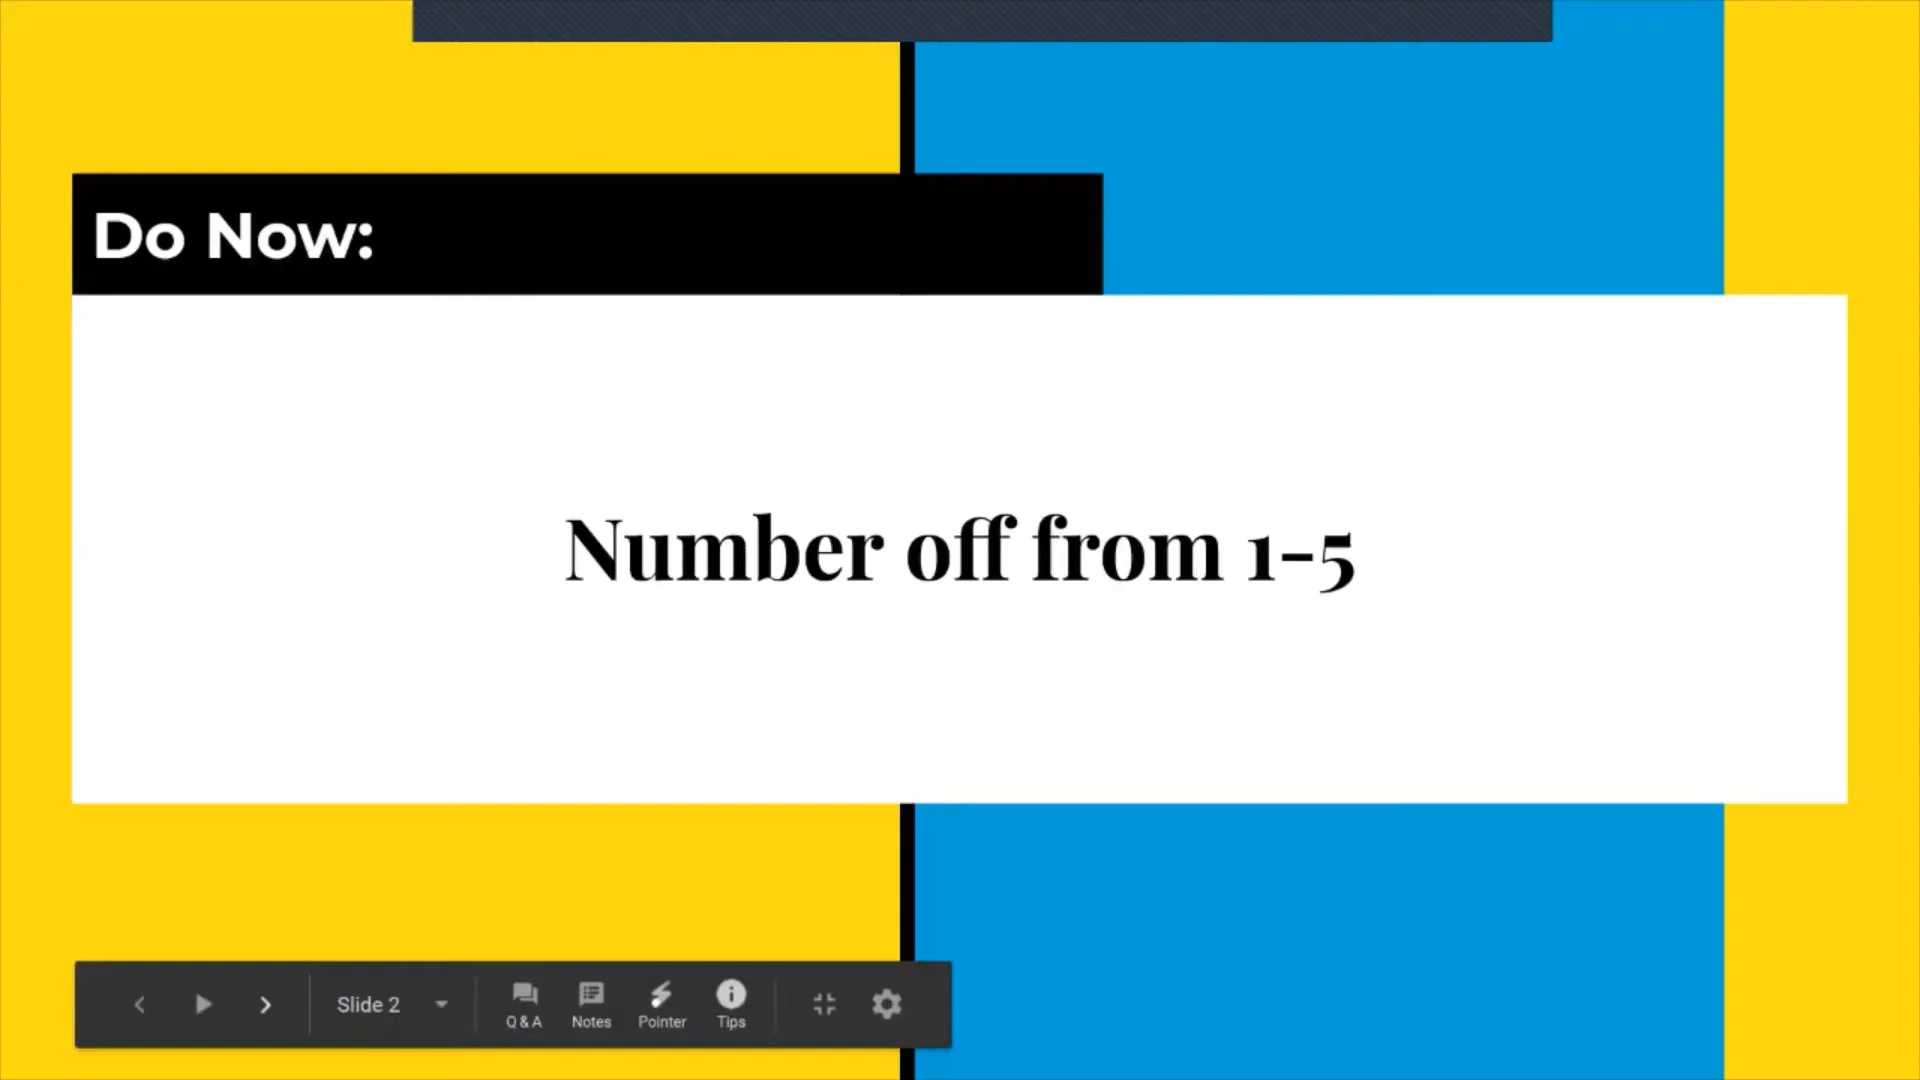 Do Now:
Number off from 1-5
Slide 2
Q & A
Notes
Pointer
Tips